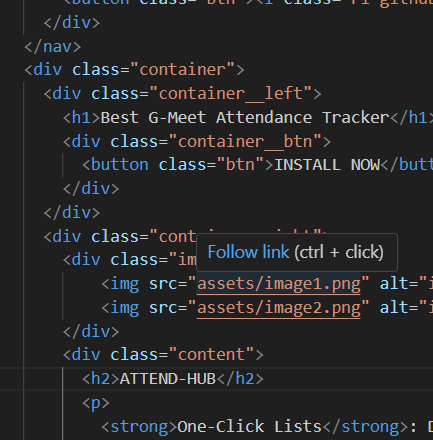 <button class="btn"><i class="ri-github
</div>
</nav>
<div class="container">
<div class="container__left">
<h1>Best G-Meet Attendance Tracker</h1>
<div class="container__btn">
<button class="btn">INSTALL NOW</butt
</div>
</div>
<div class="cont
Follow link (ctrl + click)
<div class="im
<img src="assets/image1.png" alt="i
<img src="assets/image2.png" alt="i
</div>
<div class="content">
<h2>ATTEND-HUB</h2>
<p>
<strong>One-Click Lists</strong>: D